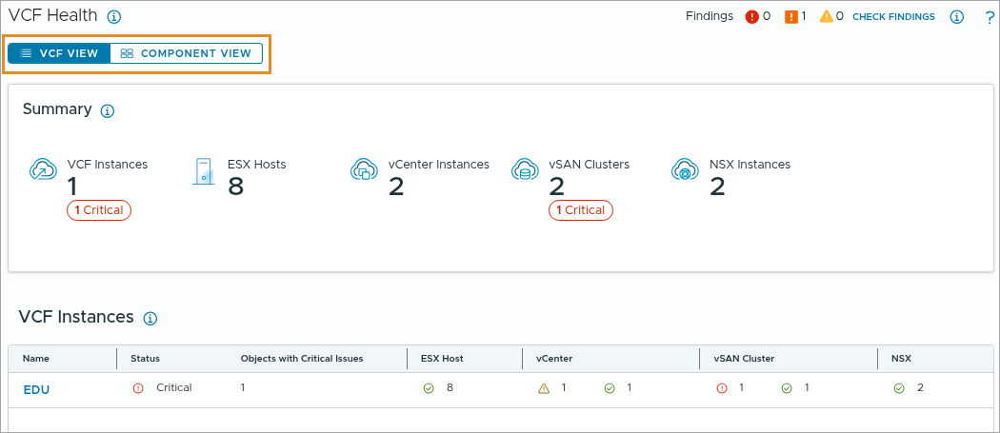 VCF Health
Findings 0 1 0 CHECK FINDINGS ?
VCF VIEW COMPONENT VIEW
Summary
VCF Instances ESX Hosts vCenter Instances vSAN Clusters NSX Instances
1 8 2 2 2
1 Critical 1 Critical
VCF Instances
Name Status Objects with Critical Issues ESX Host vCenter vSAN Cluster NSX
EDU Critical 1 8 1 1 1 1 2